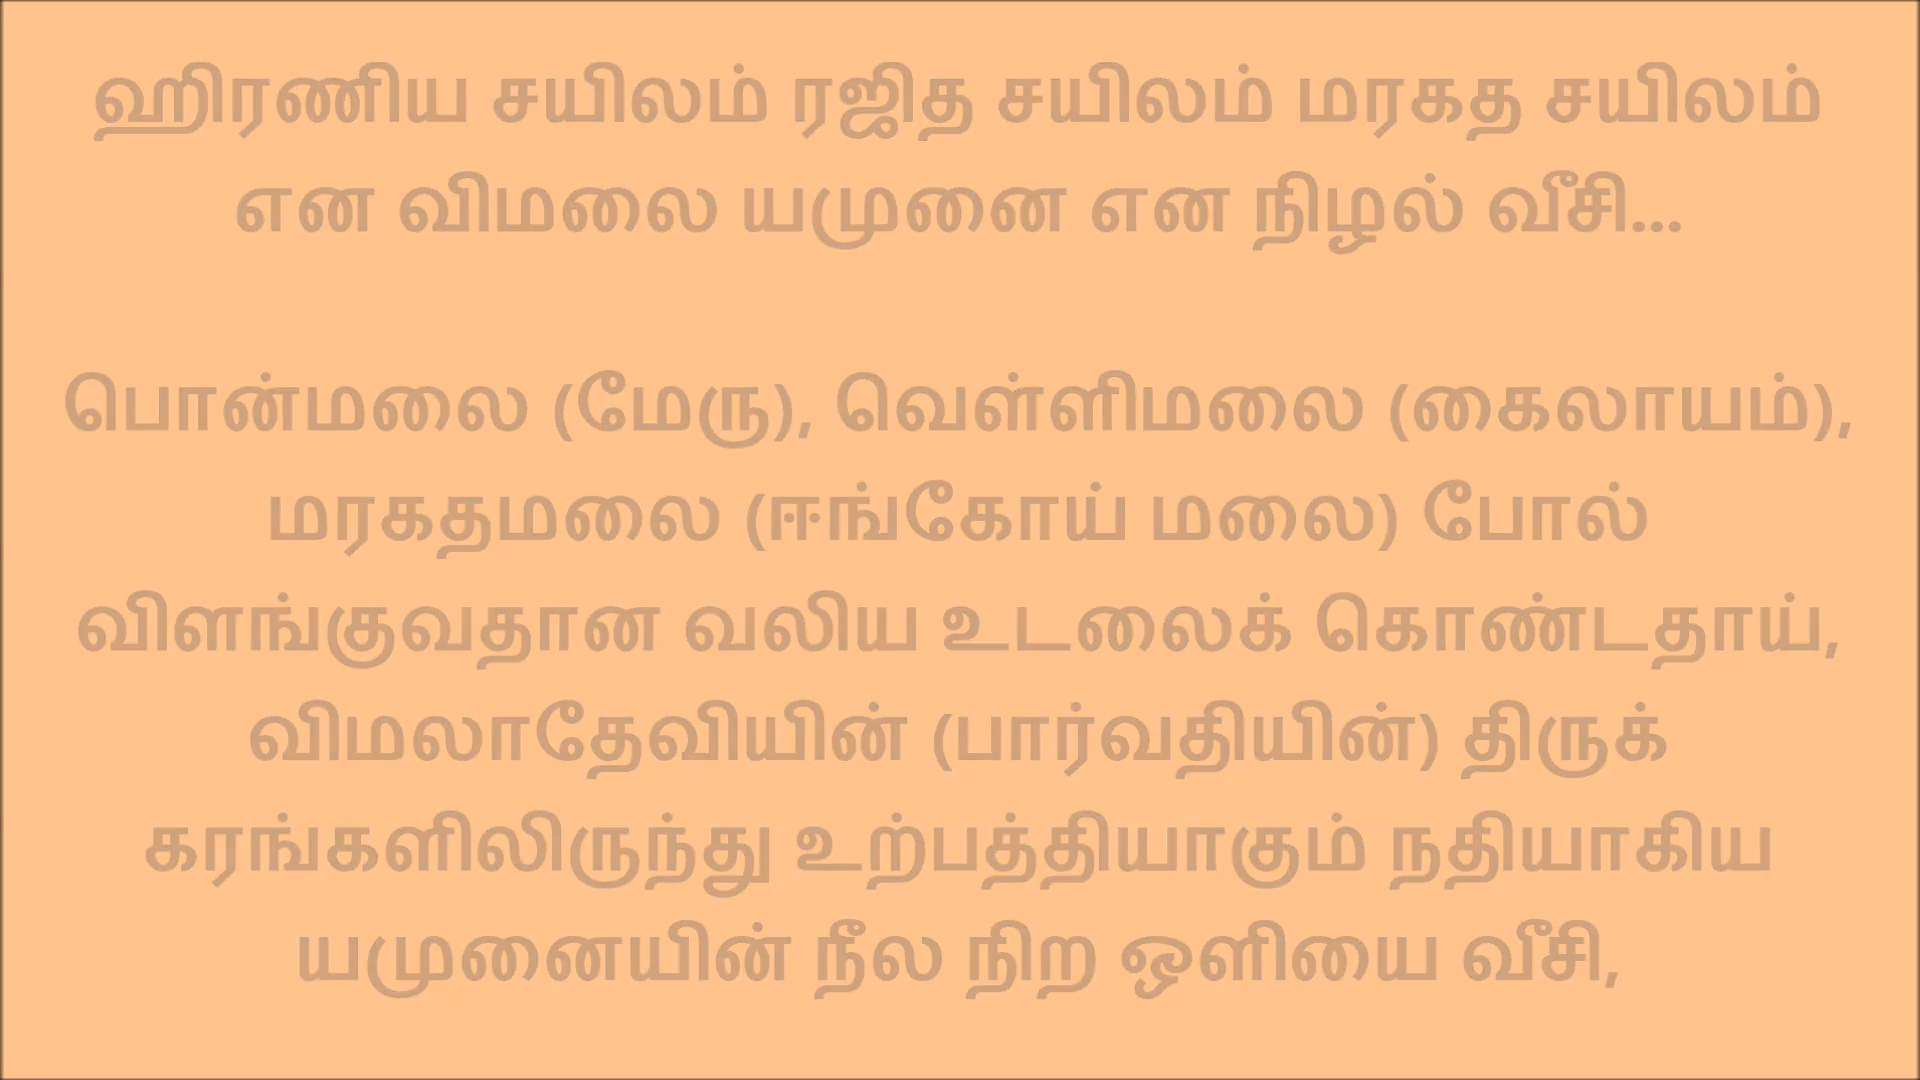 ஹிரணிய சயிலம் ரஜித சயிலம் மரகத சயிலம்
என விமலை யமுனை என நிழல் வீசி...
பொன்மலை (மேரு), வெள்ளிமலை (கைலாயம்),
மரகதமலை (ஈங்கோய் மலை) போல்
விளங்குவதான வலிய உடலைக் கொண்டதாய்,
விமலாதேவியின் (பார்வதியின்) திருக்
கரங்களிலிருந்து உற்பத்தியாகும் நதியாகிய
யமுனையின் நீல நிற ஒளியை வீசி,